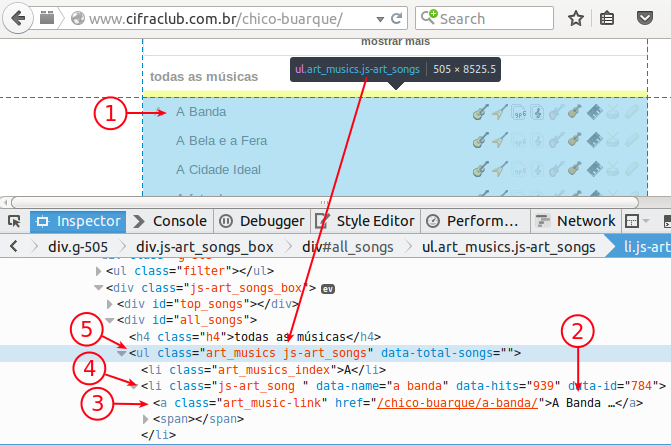 www.cifraclub.com.br/chico-buarque/
Search
mostrar mais
ul.art_musics.js-art_songs | 505 × 8525.5
todas as músicas
1
A Banda
A Bela e a Fera
A Cidade Ideal
Inspector Console Debugger Style Editor Perform… Network
div.g-505 div.js-art_songs_box div#all_songs ul.art_musics.js-art_songs li.js-art
<ul class="filter"></ul>
<div class="js-art_songs_box"> ev
<div id="top_songs"></div>
<div id="all_songs">
5
2
<h4 class="h4">todas as músicas</h4>
<ul class="art_musics js-art_songs" data-total-songs="">
4
<li class="art_musics_index">A</li>
<li class="js-art_song " data-name="a banda" data-hits="939" data-id="784">
3
<a class="art_music-link" href="/chico-buarque/a-banda/">A Banda …</a>
<span></span>
</li>